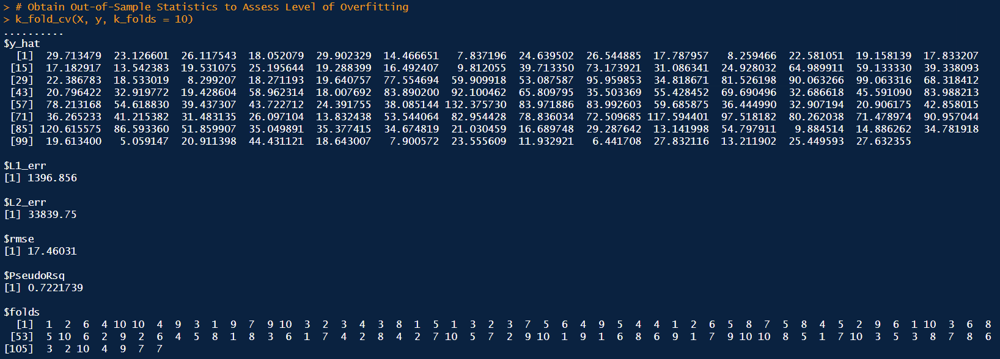 > # Obtain Out-of-Sample Statistics to Assess Level of Overfitting
> k_fold_cv(X, y, k_folds = 10)
..........
$y_hat
  [1]  29.713479  23.126601  26.117543  18.052079  29.902329  14.466651   7.837196  24.639502  26.544885  17.787957   8.259466  22.581051  19.158139  17.833207
 [15]  17.182917  13.542383  19.531075  25.195644  19.288399  16.492407   9.812055  39.713350  73.173921  31.086341  24.928032  64.989911  59.133330  39.338093
 [29]  22.386783  18.533019   8.299207  18.271193  19.640757  77.554694  59.909918  53.087587  95.959853  34.818671  81.526198  90.063266  99.063316  68.318412
 [43]  20.796422  32.919772  19.428604  58.962314  18.007692  83.890200  92.100462  65.809795  35.503369  55.428452  69.690496  32.686618  45.591090  83.988213
 [57]  78.213168  54.618830  39.437307  43.722712  24.391755  38.085144 132.375730  83.971886  83.992603  59.685875  36.444990  32.907194  20.906175  42.858015
 [71]  36.265233  41.215382  31.483135  26.097104  13.832438  53.544064  82.954428  78.836034  72.509685 117.594401  97.518182  80.262038  71.478974  90.957044
 [85] 120.615575  86.593360  51.859907  35.049891  35.377415  34.674819  21.030459  16.689748  29.287642  13.141998  54.797911   9.884514  14.886262  34.781918
 [99]  19.613400   5.059147  20.911398  44.431121  18.643007   7.900572  23.555609  11.932921   6.441708  27.832116  13.211902  25.449593  27.632355
$L1_err
[1] 1396.856
$L2_err
[1] 33839.75
$rmse
[1] 17.46031
$PseudoRsq
[1] 0.7221739
$folds
  [1]  1  2  6  4 10 10  4  9  3  1  9  7  9 10  3  2  3  4  3  8  1  5  1  3  2  3  7  5  6  4  9  5  4  4  1  2  6  5  8  7  5  8  4  5  2  9  6  1 10  3  6  8
 [53]  5 10  6  2  9  2  6  4  5  8  1  8  3  6  1  7  4  2  8  4  2  7 10  5  7  2  9 10  1  9  1  6  8  6  9  1  7  9 10 10  8  5  1  7 10  3  5  3  8  7  8  6
[105]  3  2 10  4  9  7  7